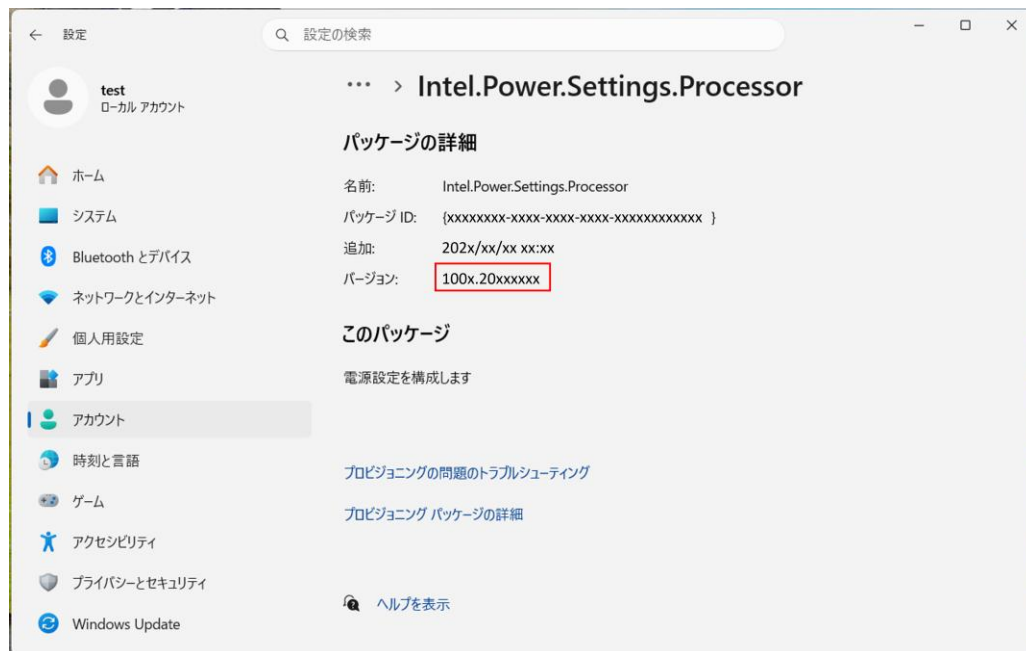 設定
設定の検索
test
ローカル アカウント
ホーム
システム
Bluetooth とデバイス
ネットワークとインターネット
個人用設定
アプリ
アカウント
時刻と言語
ゲーム
アクセシビリティ
プライバシーとセキュリティ
Windows Update
… › Intel.Power.Settings.Processor
パッケージの詳細
名前: Intel.Power.Settings.Processor
パッケージ ID: {xxxxxxxx-xxxx-xxxx-xxxx-xxxxxxxxxxxx }
追加: 202x/xx/xx xx:xx
バージョン: 100x.20xxxxxx
このパッケージ
電源設定を構成します
プロビジョニングの問題のトラブルシューティング
プロビジョニング パッケージの詳細
ヘルプを表示